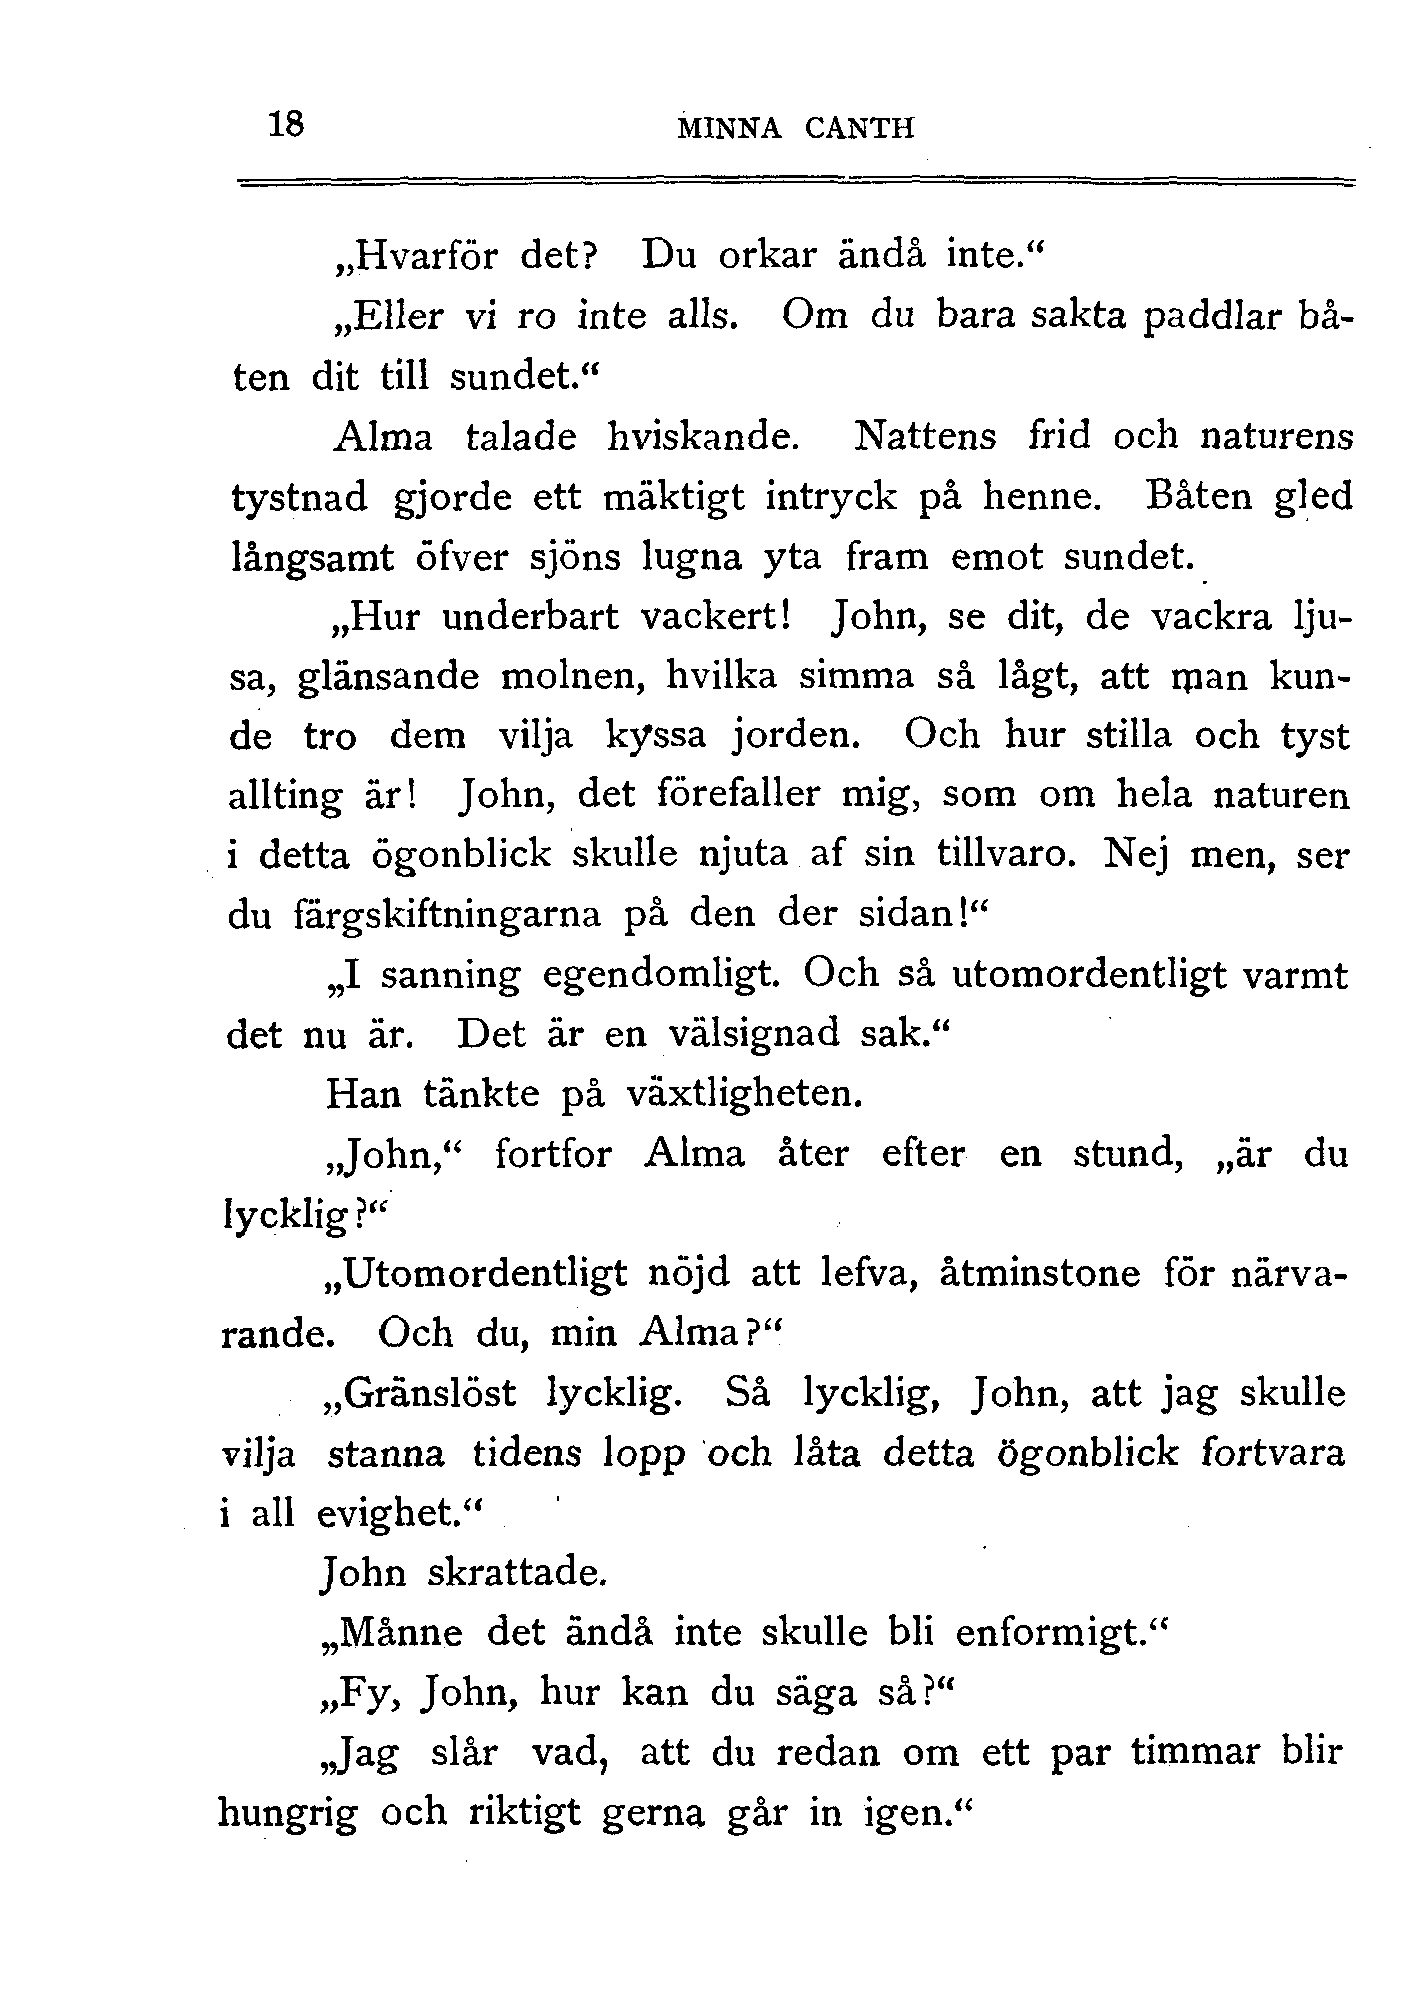 18 MINNA CANTH
„Hvarför det? Du orkar ändå inte.“
„Eller vi ro inte alls. Om du bara sakta paddlar bå-
ten dit till sundet.“
Alma talade hviskande. Nattens frid och naturens
tystnad gjorde ett mäktigt intryck på henne. Båten gled
långsamt öfver sjöns lugna yta fram emot sundet.
„Hur underbart vackert! John, se dit, de vackra lju-
sa, glänsande molnen, hvilka simma så lågt, att man kun-
de tro dem vilja kyssa jorden. Och hur stilla och tyst
allting är! John, det förefaller mig, som om hela naturen
i detta ögonblick skulle njuta af sin tillvaro. Nej men, ser
du färgskiftningarna på den der sidan!“
„I sanning egendomligt. Och så utomordentligt varmt
det nu är. Det är en välsignad sak.“
Han tänkte på växtligheten.
„John,“ fortfor Alma åter efter en stund, „är du
lycklig?“
„Utomordentligt nöjd att lefva, åtminstone för närva-
rande. Och du, min Alma?“
„Gränslöst lycklig. Så lycklig, John, att jag skulle
vilja stanna tidens lopp och låta detta ögonblick fortvara
i all evighet.“
John skrattade.
„Månne det ändå inte skulle bli enformigt.“
„Fy, John, hur kan du säga så?“
„Jag slår vad, att du redan om ett par timmar blir
hungrig och riktigt gerna går in igen.“